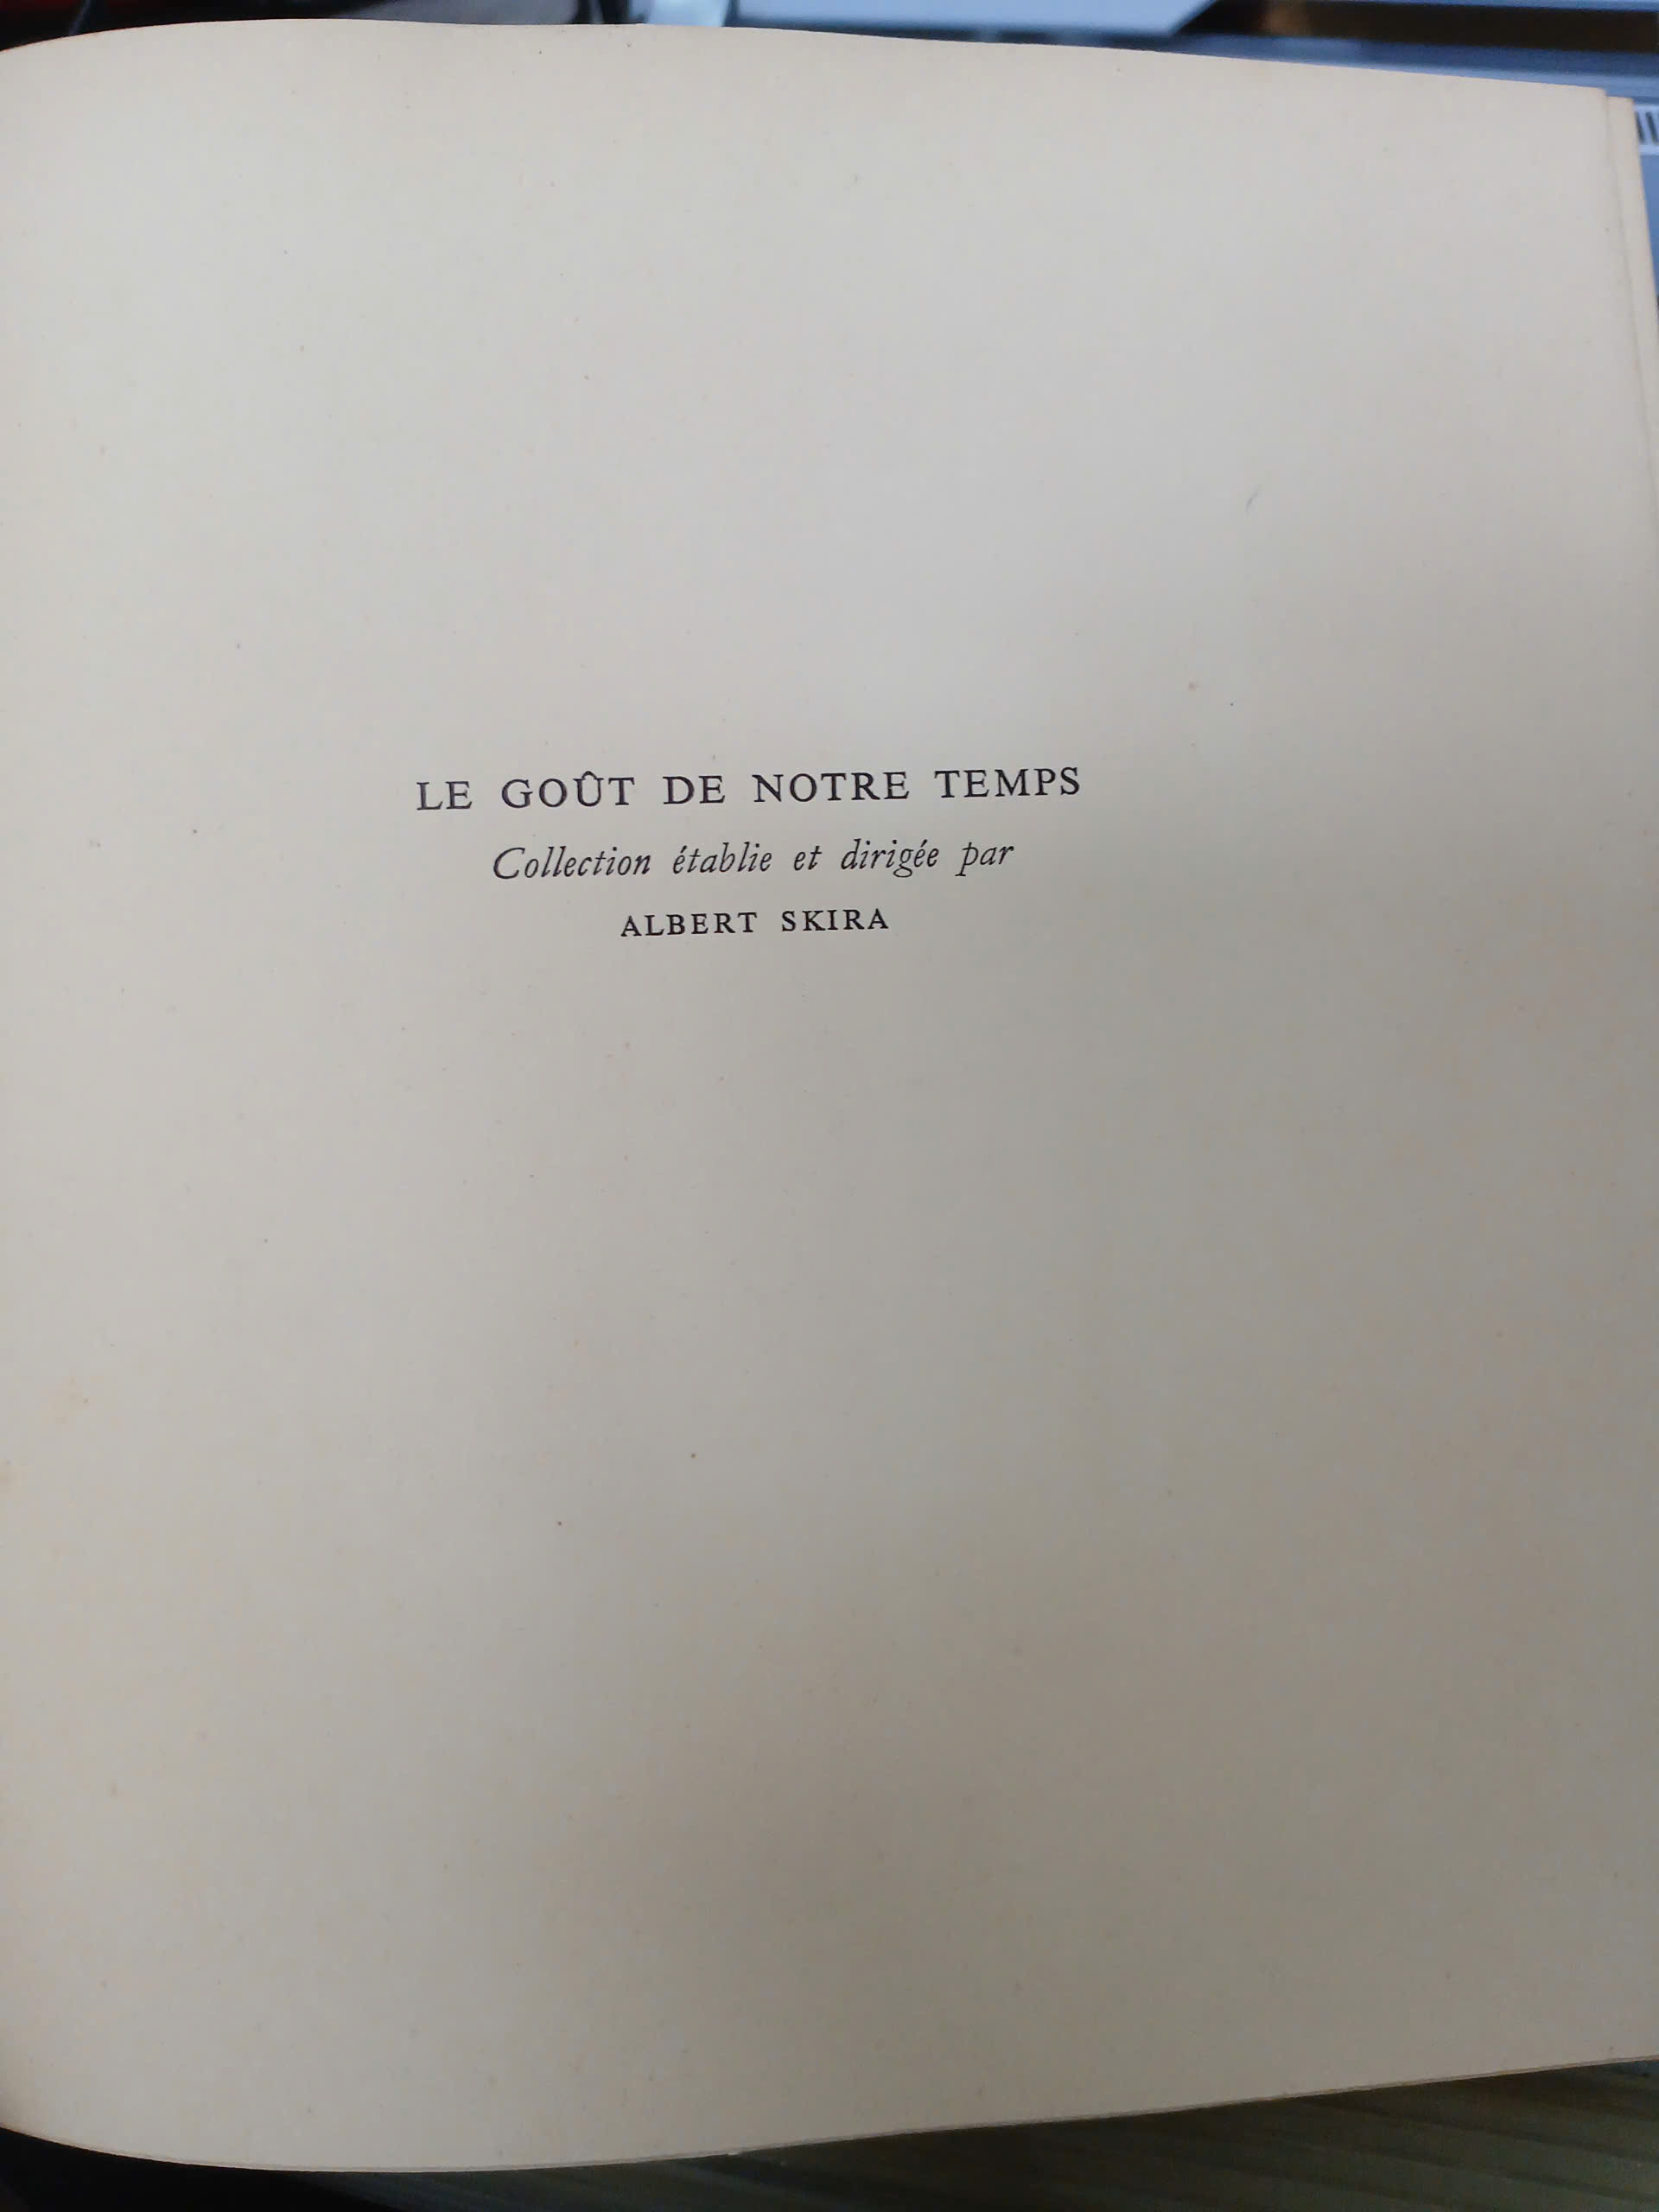 LE GOÛT DE NOTRE TEMPS
Collection établie et dirigée par
ALBERT SKIRA